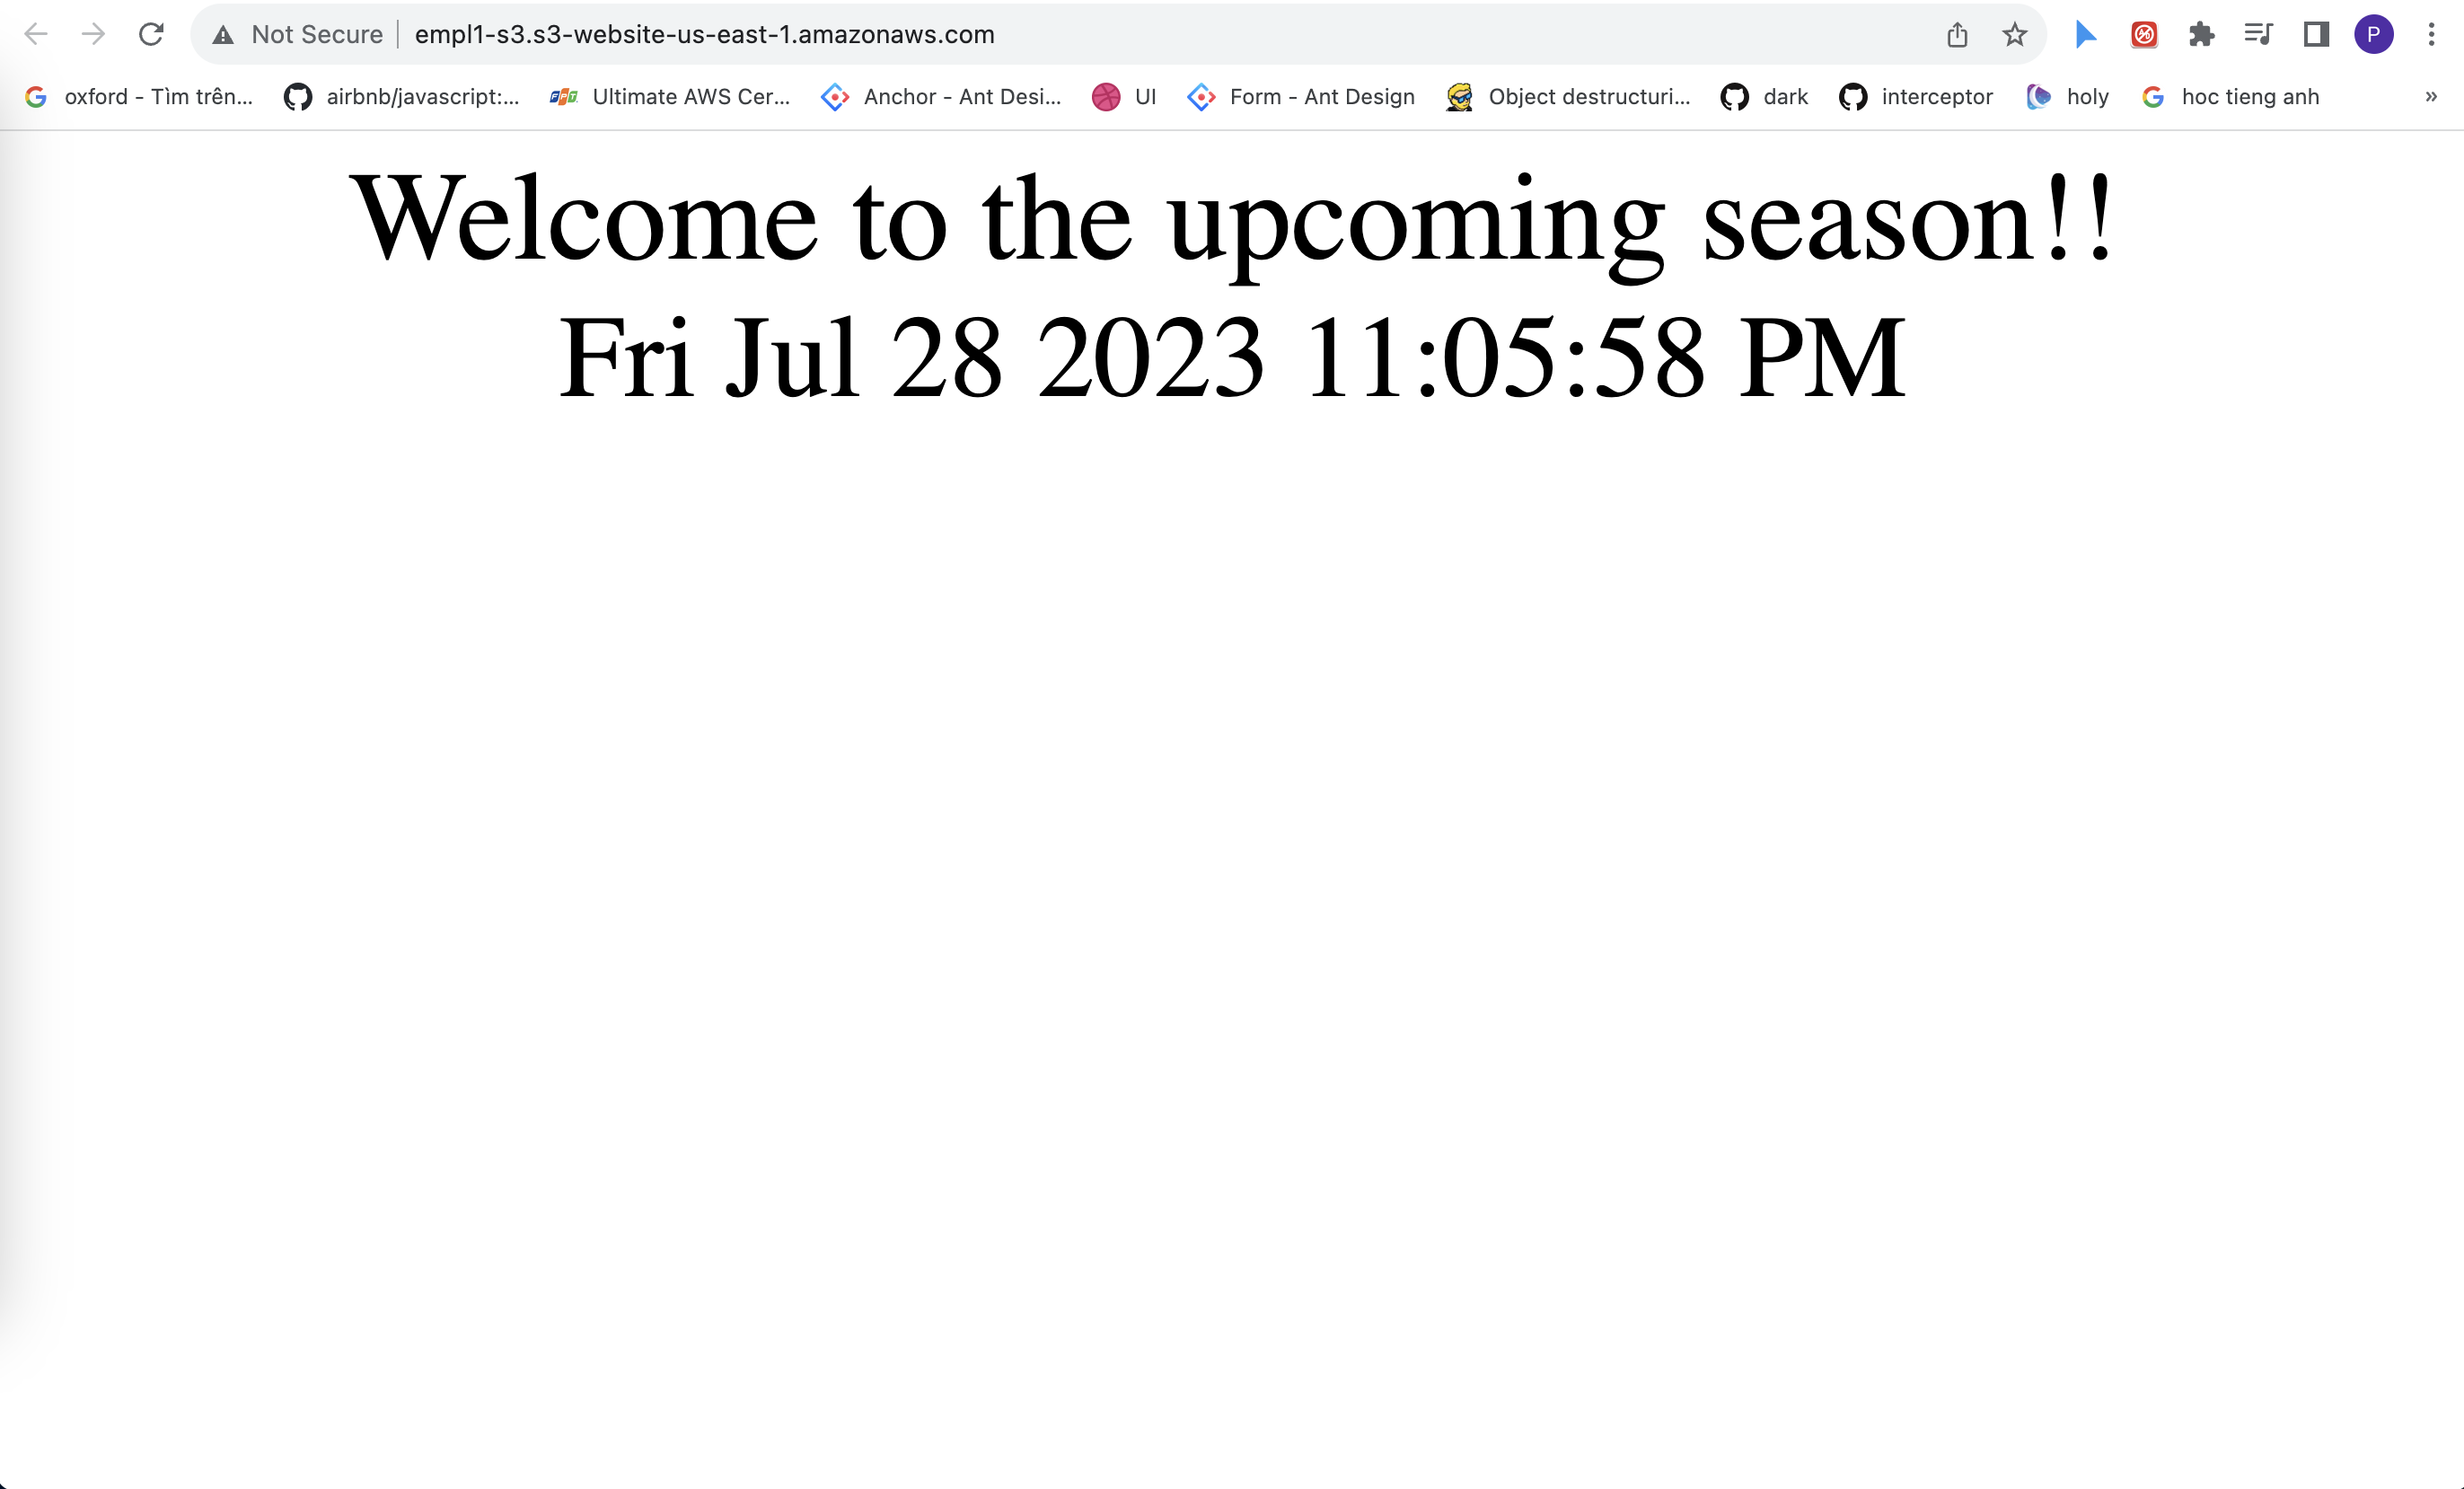 Not Secure empl1-s3.s3-website-us-east-1.amazonaws.com P
oxford - Tìm trên... airbnb/javascript:... FPT Ultimate AWS Cer... Anchor - Ant Desi... UI Form - Ant Design Object destructuri... dark interceptor holy hoc tieng anh »
Welcome to the upcoming season!!
Fri Jul 28 2023 11:05:58 PM